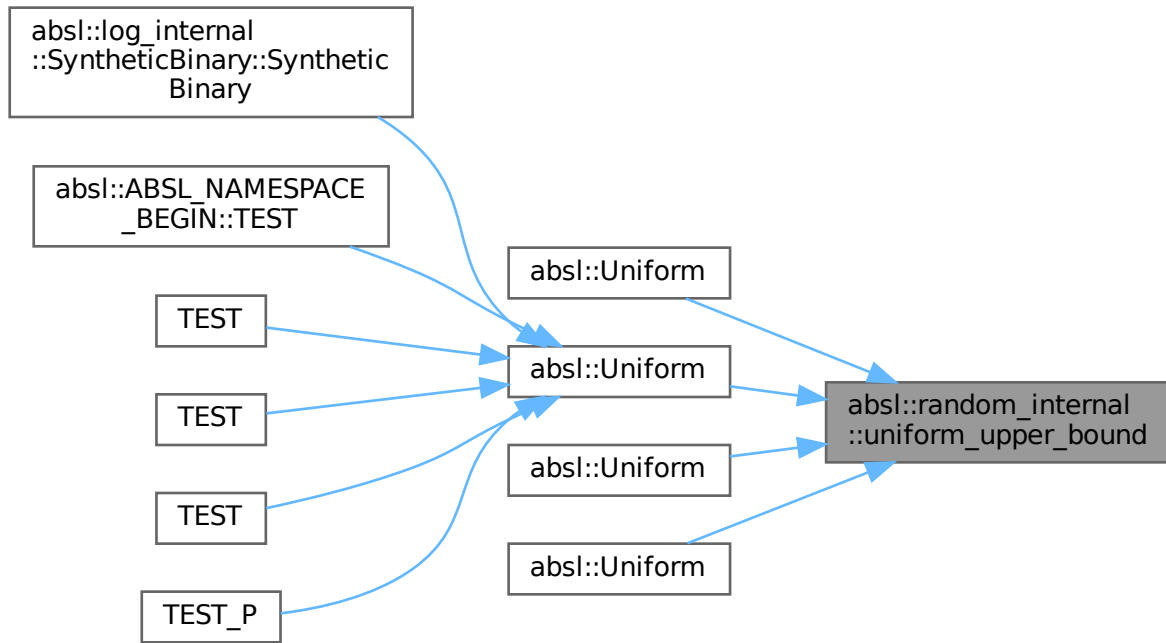 absl::log_internal
::SyntheticBinary::Synthetic
Binary
absl::ABSL_NAMESPACE
_BEGIN::TEST
TEST
TEST
TEST
TEST_P
absl::Uniform
absl::Uniform
absl::Uniform
absl::Uniform
absl::random_internal
::uniform_upper_bound